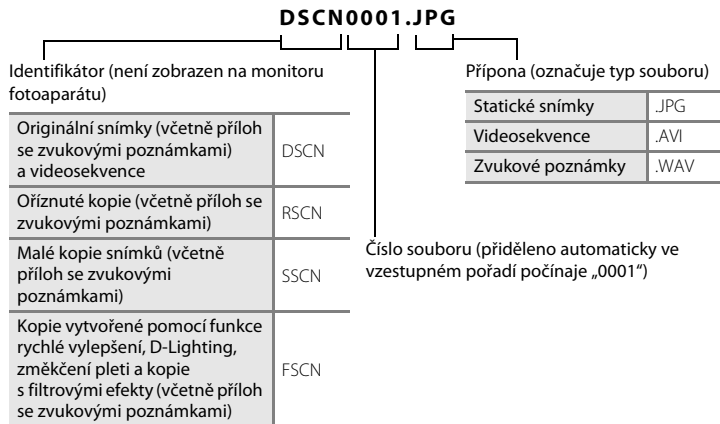 DSCN0001.JPG
Identifikátor (není zobrazen na monitoru
fotoaparátu)
Originální snímky (včetně příloh
se zvukovými poznámkami)
a videosekvence
DSCN
Oříznuté kopie (včetně příloh se
zvukovými poznámkami)
RSCN
Malé kopie snímků (včetně
příloh se zvukovými
poznámkami)
SSCN
Kopie vytvořené pomocí funkce
rychlé vylepšení, D-Lighting,
změkčení pleti a kopie
s filtrovými efekty (včetně příloh
se zvukovými poznámkami)
FSCN
Přípona (označuje typ souboru)
Statické snímky .JPG
Videosekvence .AVI
Zvukové poznámky .WAV
Číslo souboru (přiděleno automaticky ve
vzestupném pořadí počínaje „0001“)